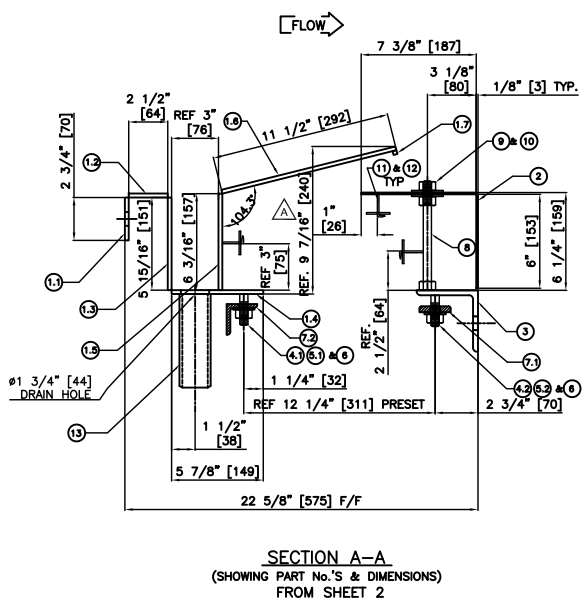 FLOW
7 3/8" [187]
3 1/8"
[80]
1/8" [3] TYP.
2 1/2"
[64]
REF 3"
[76]
11 1/2" [292]
2 3/4" [70]
1.2
1.6
1.7
9 & 10
11 & 12
TYP
2
104.3°
A
1"
[26]
5 15/16" [151]
6 3/16" [157]
REF. 9 7/16" [240]
REF 3"
[75]
8
6" [153]
6 1/4" [159]
1.1
1.3
1.5
1.4
7.2
4.1 5.1 & 6
REF.
2 1/2" [64]
3
7.1
4.2 5.2 & 6
ø1 3/4" [44]
DRAIN HOLE
13
1 1/4" [32]
REF 12 1/4" [311] PRESET
2 3/4" [70]
1 1/2"
[38]
5 7/8" [149]
22 5/8" [575] F/F
SECTION A-A
(SHOWING PART No.'S & DIMENSIONS)
FROM SHEET 2